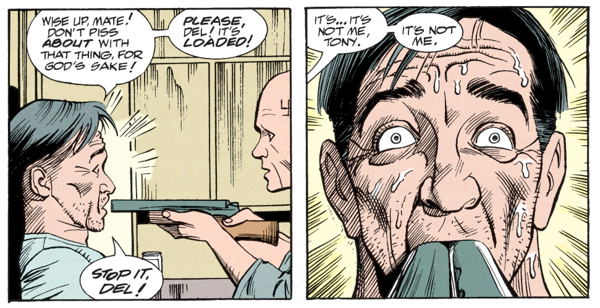 WISE UP, MATE!
DON'T PISS
ABOUT WITH
THAT THING, FOR
GOD'S SAKE!
PLEASE,
DEL! IT'S
LOADED!
STOP IT,
DEL!
IT'S... IT'S
NOT ME,
TONY.
IT'S NOT
ME.